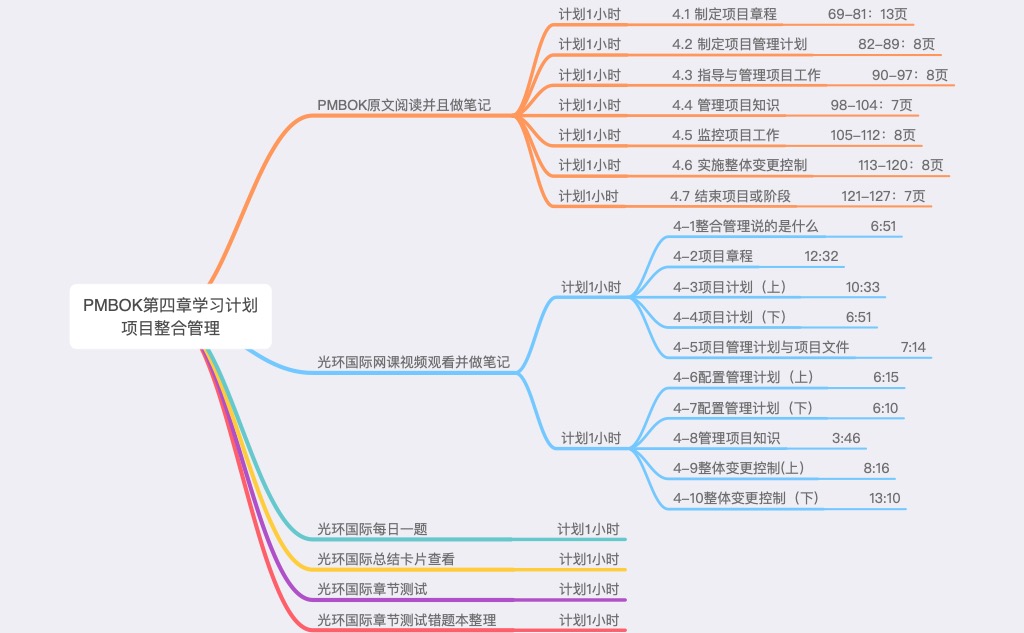 PMBOK第四章学习计划
项目整合管理
PMBOK原文阅读并且做笔记
计划1小时 4.1 制定项目章程 69–81：13页
计划1小时 4.2 制定项目管理计划 82–89：8页
计划1小时 4.3 指导与管理项目工作 90–97：8页
计划1小时 4.4 管理项目知识 98–104：7页
计划1小时 4.5 监控项目工作 105–112：8页
计划1小时 4.6 实施整体变更控制 113–120：8页
计划1小时 4.7 结束项目或阶段 121–127：7页
光环国际网课视频观看并做笔记
计划1小时
4–1整合管理说的是什么 6:51
4–2项目章程 12:32
4–3项目计划（上） 10:33
4–4项目计划（下） 6:51
4–5项目管理计划与项目文件 7:14
计划1小时
4–6配置管理计划（上） 6:15
4–7配置管理计划（下） 6:10
4–8管理项目知识 3:46
4–9整体变更控制(上） 8:16
4–10整体变更控制（下） 13:10
光环国际每日一题 计划1小时
光环国际总结卡片查看 计划1小时
光环国际章节测试 计划1小时
光环国际章节测试错题本整理 计划1小时